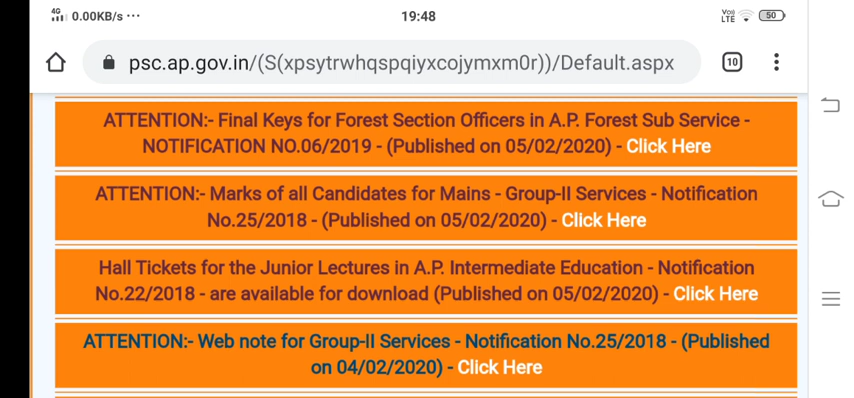 4G 0.00KB/s ··· 19:48 VoD LTE 50
psc.ap.gov.in/(S(xpsytrwhqspqiyxcojymxm0r))/Default.aspx 10
ATTENTION:- Final Keys for Forest Section Officers in A.P. Forest Sub Service -
NOTIFICATION NO.06/2019 - (Published on 05/02/2020) - Click Here
ATTENTION:- Marks of all Candidates for Mains - Group-II Services - Notification
No.25/2018 - (Published on 05/02/2020) - Click Here
Hall Tickets for the Junior Lectures in A.P. Intermediate Education - Notification
No.22/2018 - are available for download (Published on 05/02/2020) - Click Here
ATTENTION:- Web note for Group-II Services - Notification No.25/2018 - (Published
on 04/02/2020) - Click Here